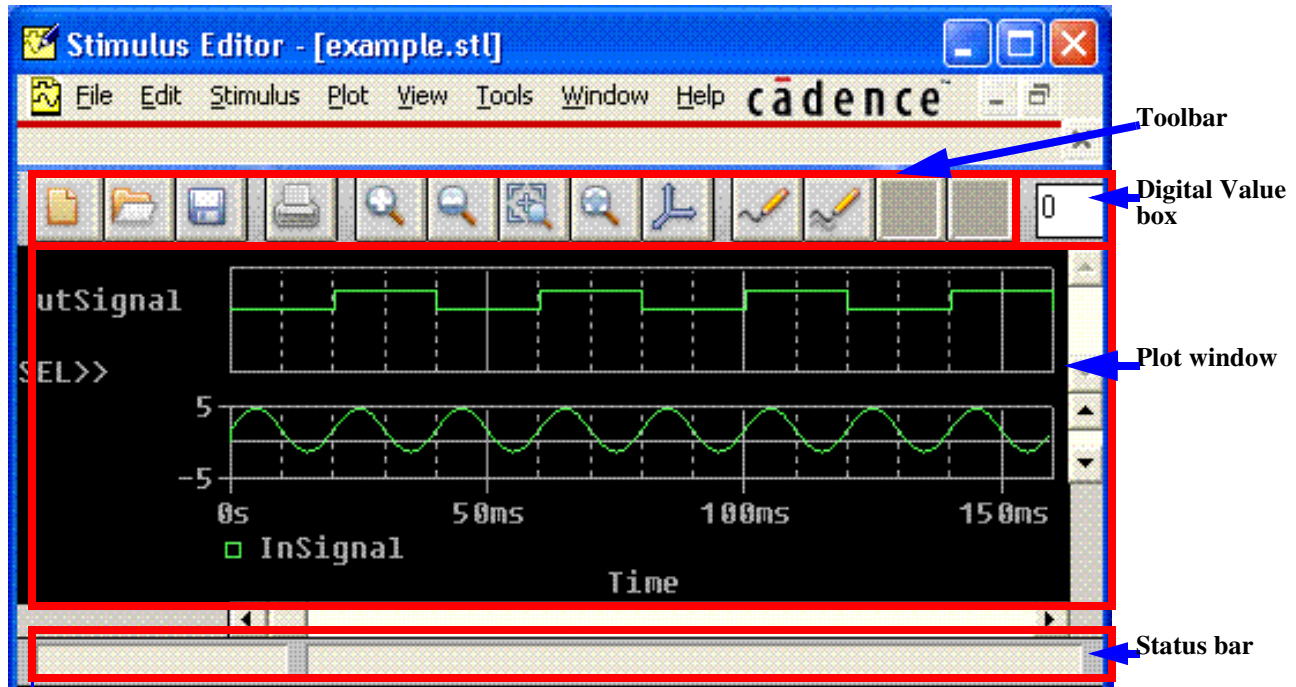 Stimulus Editor - [example.stl]
File Edit Stimulus Plot View Tools Window Help cādence™
Toolbar
Digital Value
box
0
utSignal
SEL>>
Plot window
5
-5
0s 50ms 100ms 150ms
InSignal
Time
Status bar